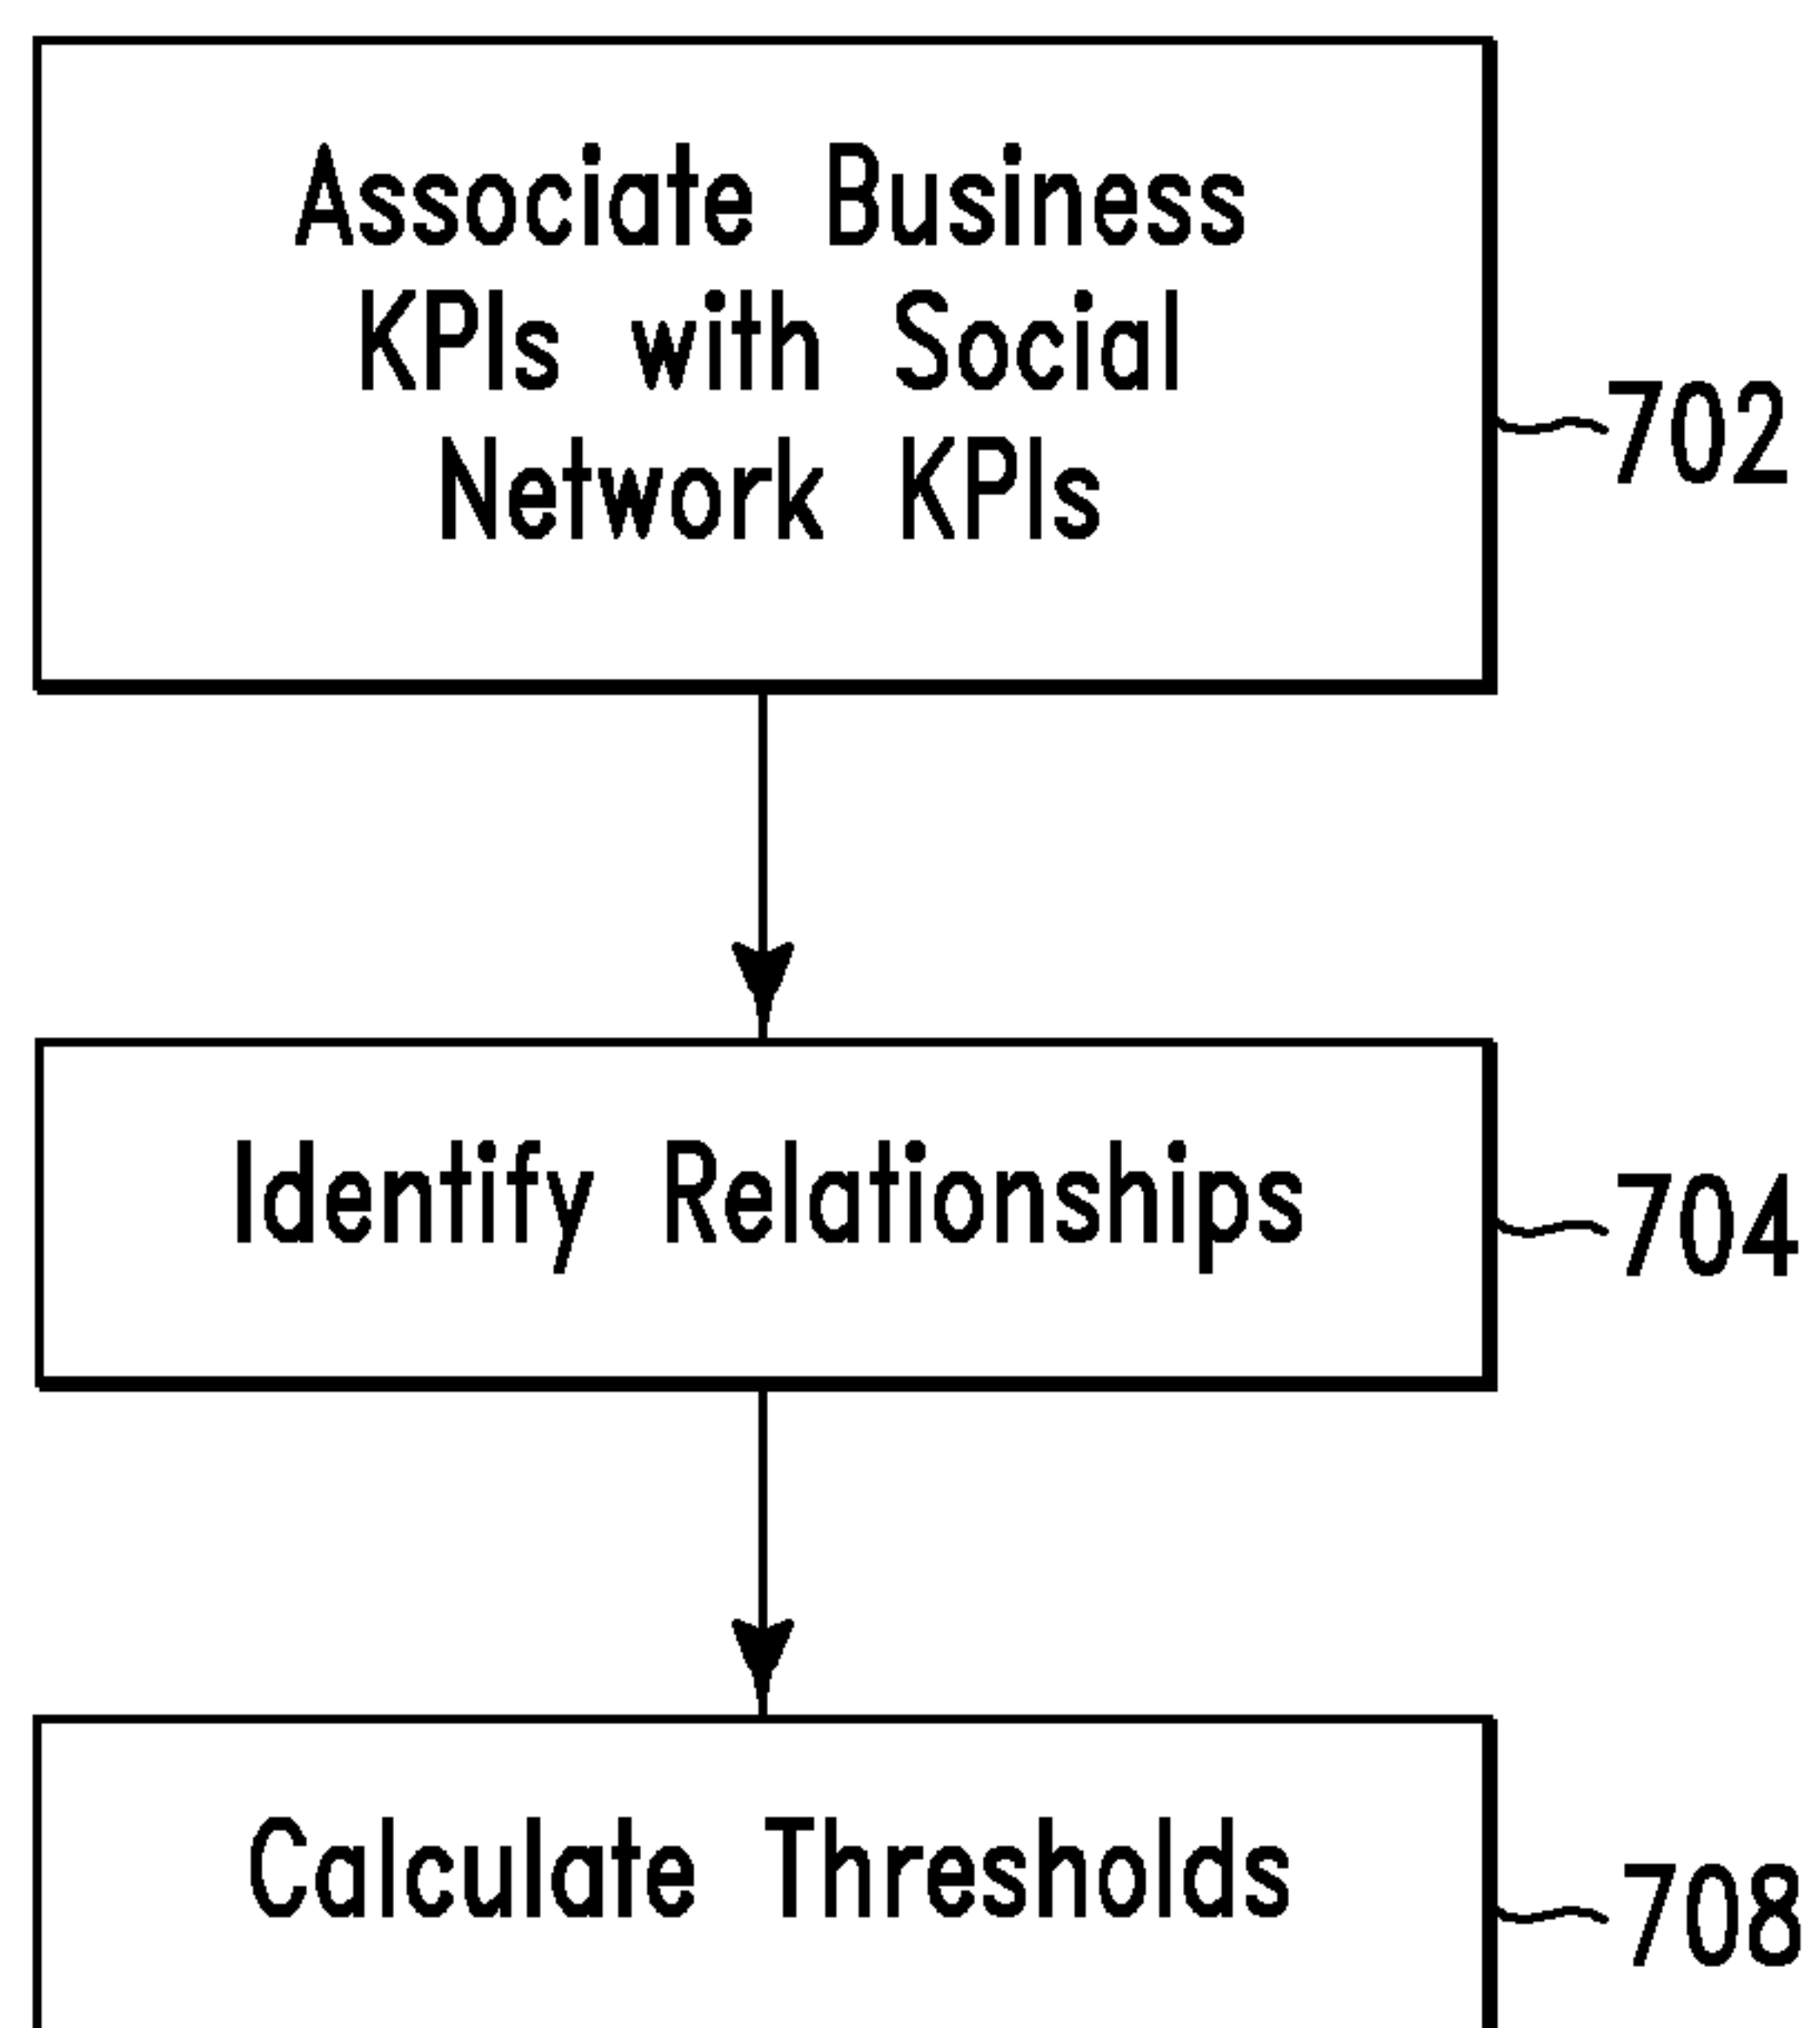 Associate Business
KPIs with Social
Network KPIs
702
Identify Relationships
704
Calculate Thresholds
708